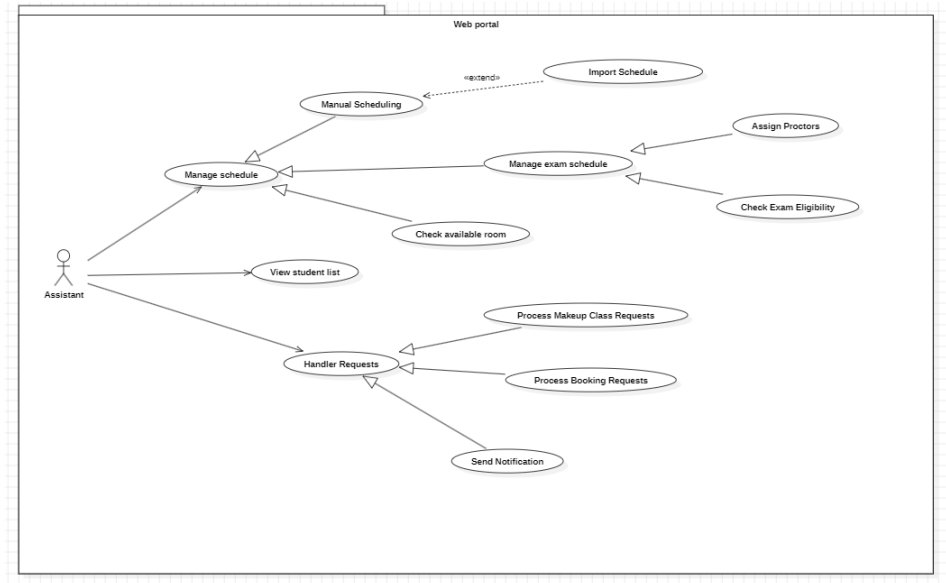 Web portal
Import Schedule
«extend»
Manual Scheduling
Assign Proctors
Manage exam schedule
Manage schedule
Check Exam Eligibility
Check available room
View student list
Assistant
Process Makeup Class Requests
Handler Requests
Process Booking Requests
Send Notification